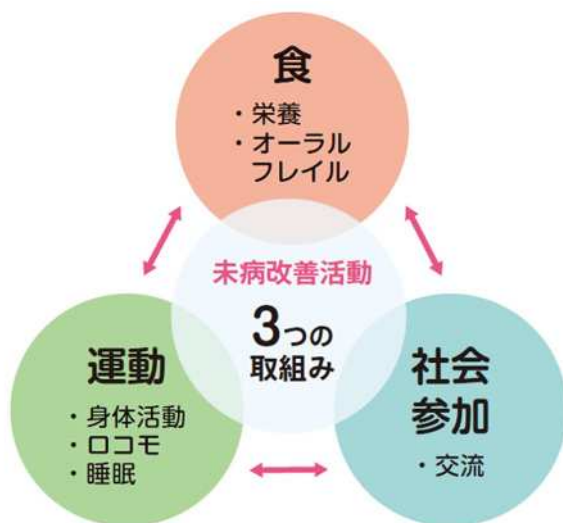 食
・栄養
・オーラル
フレイル
未病改善活動
3つの
取組み
運動
・身体活動
・ロコモ
・睡眠
社会
参加
・交流